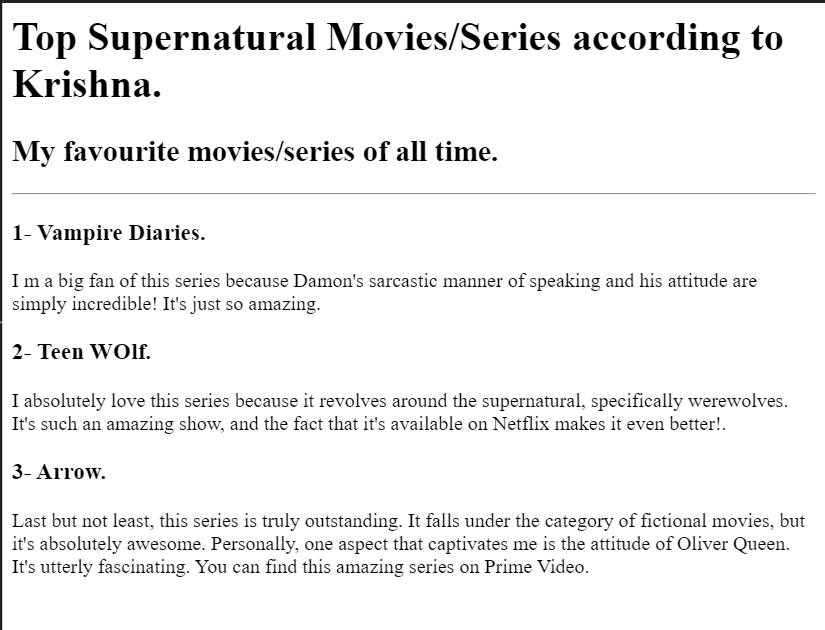 Top Supernatural Movies/Series according to
Krishna.
My favourite movies/series of all time.
1- Vampire Diaries.
I m a big fan of this series because Damon's sarcastic manner of speaking and his attitude are
simply incredible! It's just so amazing.
2- Teen WOlf.
I absolutely love this series because it revolves around the supernatural, specifically werewolves.
It's such an amazing show, and the fact that it's available on Netflix makes it even better!.
3- Arrow.
Last but not least, this series is truly outstanding. It falls under the category of fictional movies, but
it's absolutely awesome. Personally, one aspect that captivates me is the attitude of Oliver Queen.
It's utterly fascinating. You can find this amazing series on Prime Video.